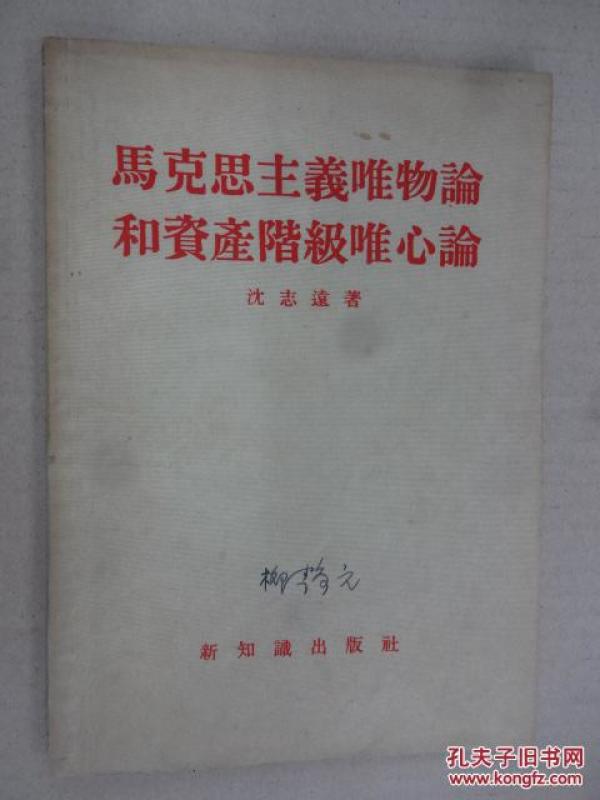 馬克思主義唯物論
和資產階級唯心論
沈志遠著
新知識出版社
孔夫子旧书网
www.kongfz.com